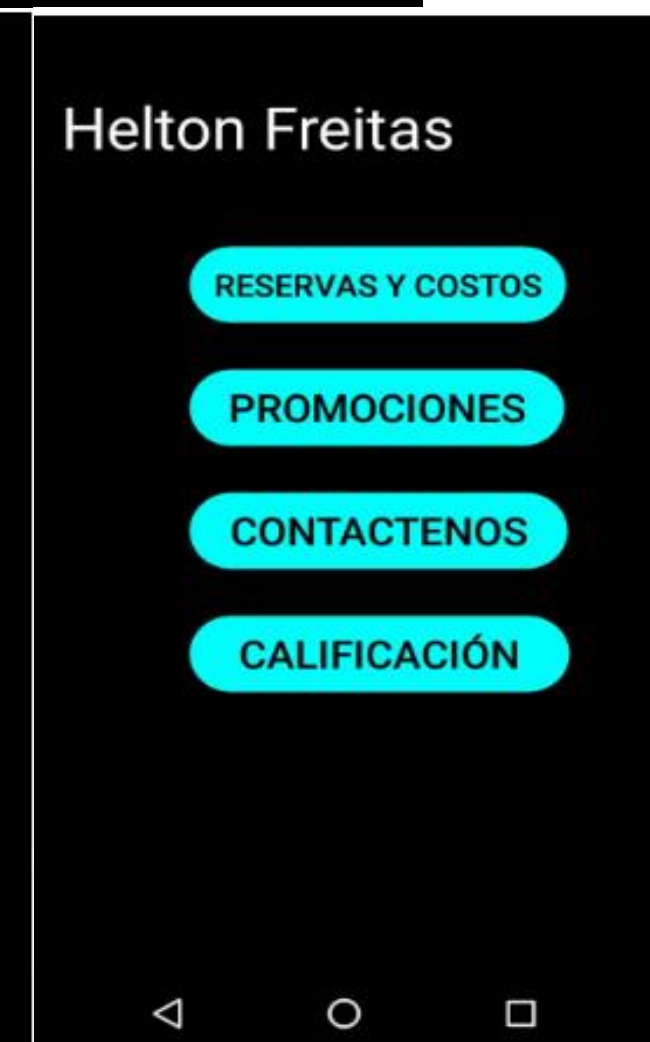 Helton Freitas
RESERVAS Y COSTOS
PROMOCIONES
CONTACTENOS
CALIFICACIÓN